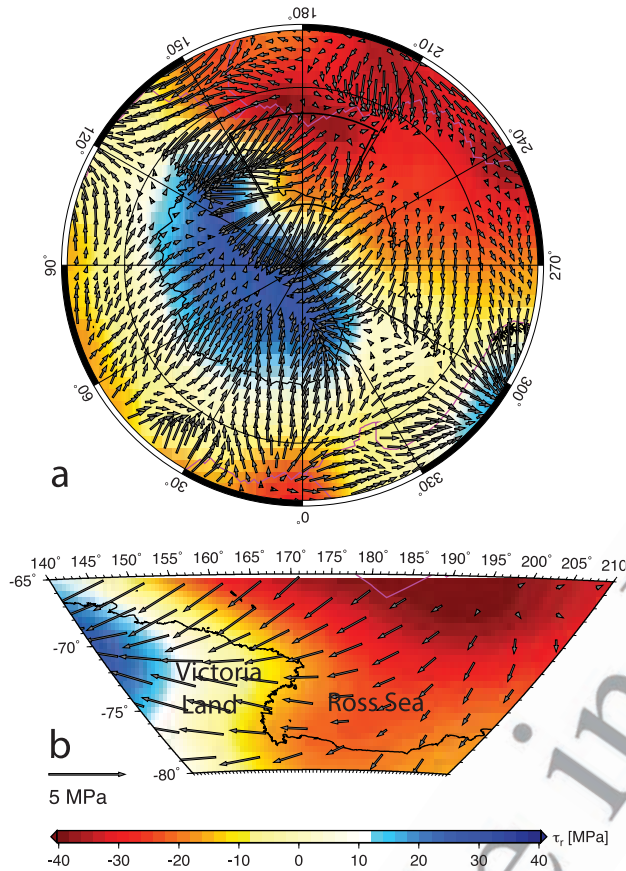 180°
150° 210°
120° 240°
90° 270°
60° 300°
30° 330°
0°
a
140° 145° 150° 155° 160° 165° 170° 175° 180° 185° 190° 195° 200° 205° 210°
-65°
-70°
-75°
-80°
Victoria
Land
Ross Sea
b
5 MPa
τr [MPa]
-40 -30 -20 -10 0 10 20 30 40